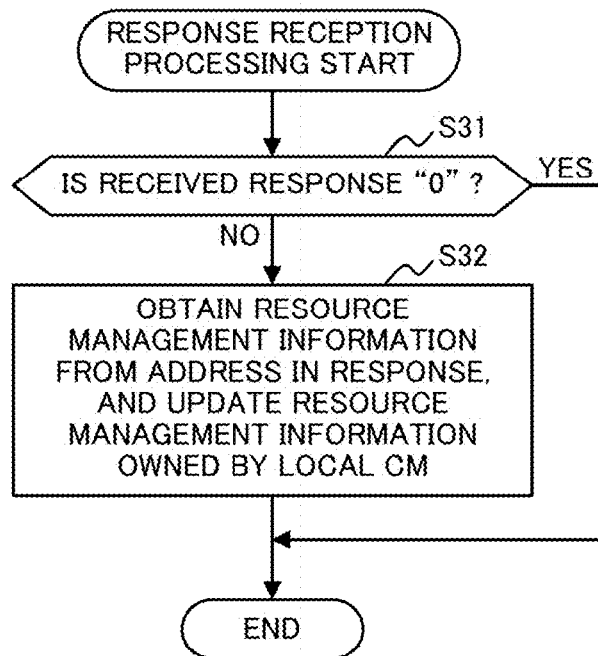 RESPONSE RECEPTION
PROCESSING START
S31
IS RECEIVED RESPONSE “0” ?
YES
NO
S32
OBTAIN RESOURCE
MANAGEMENT INFORMATION
FROM ADDRESS IN RESPONSE,
AND UPDATE RESOURCE
MANAGEMENT INFORMATION
OWNED BY LOCAL CM
END